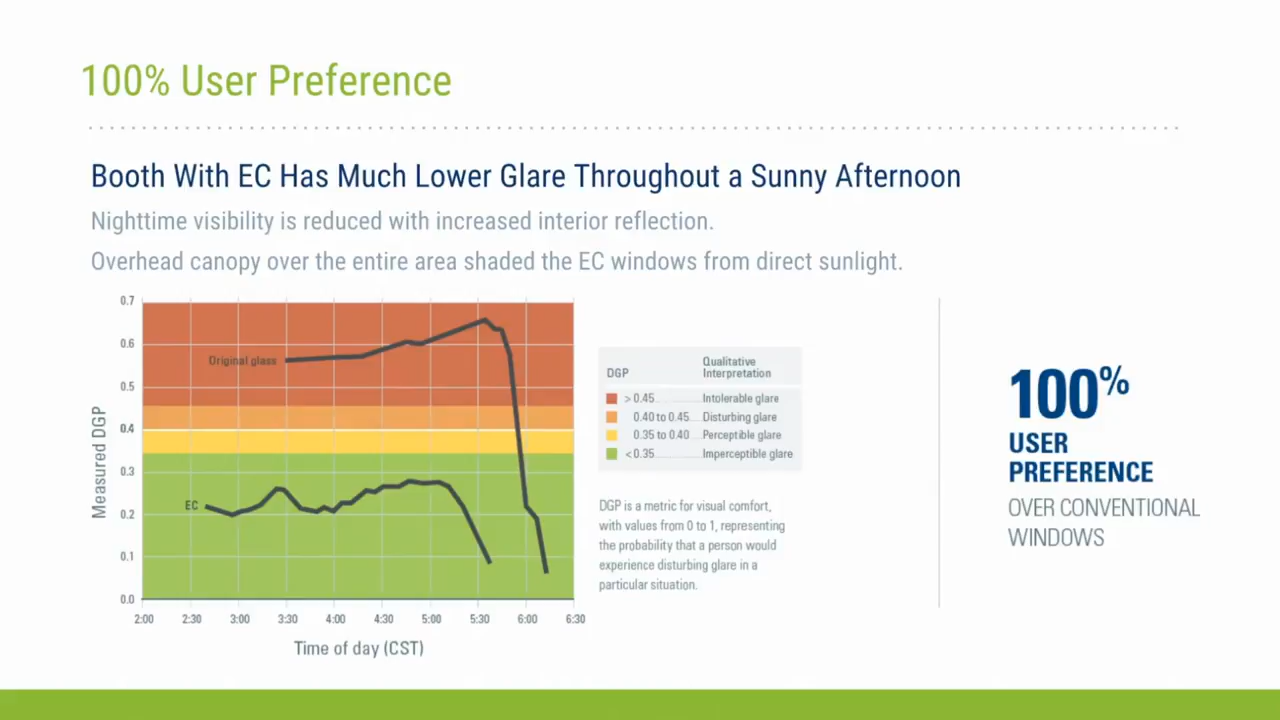 100% User Preference
Booth With EC Has Much Lower Glare Throughout a Sunny Afternoon
Nighttime visibility is reduced with increased interior reflection.
Overhead canopy over the entire area shaded the EC windows from direct sunlight.
Measured DGP
0.7
0.6
0.5
0.4
0.3
0.2
0.1
0.0
Original glass
EC
2:00 2:30 3:00 3:30 4:00 4:30 5:00 5:30 6:00 6:30
Time of day (CST)
DGP Qualitative
Interpretation
> 0.45 Intolerable glare
0.40 to 0.45 Disturbing glare
0.35 to 0.40 Perceptible glare
< 0.35 Imperceptible glare
DGP is a metric for visual comfort,
with values from 0 to 1, representing
the probability that a person would
experience disturbing glare in a
particular situation.
100%
USER
PREFERENCE
OVER CONVENTIONAL
WINDOWS